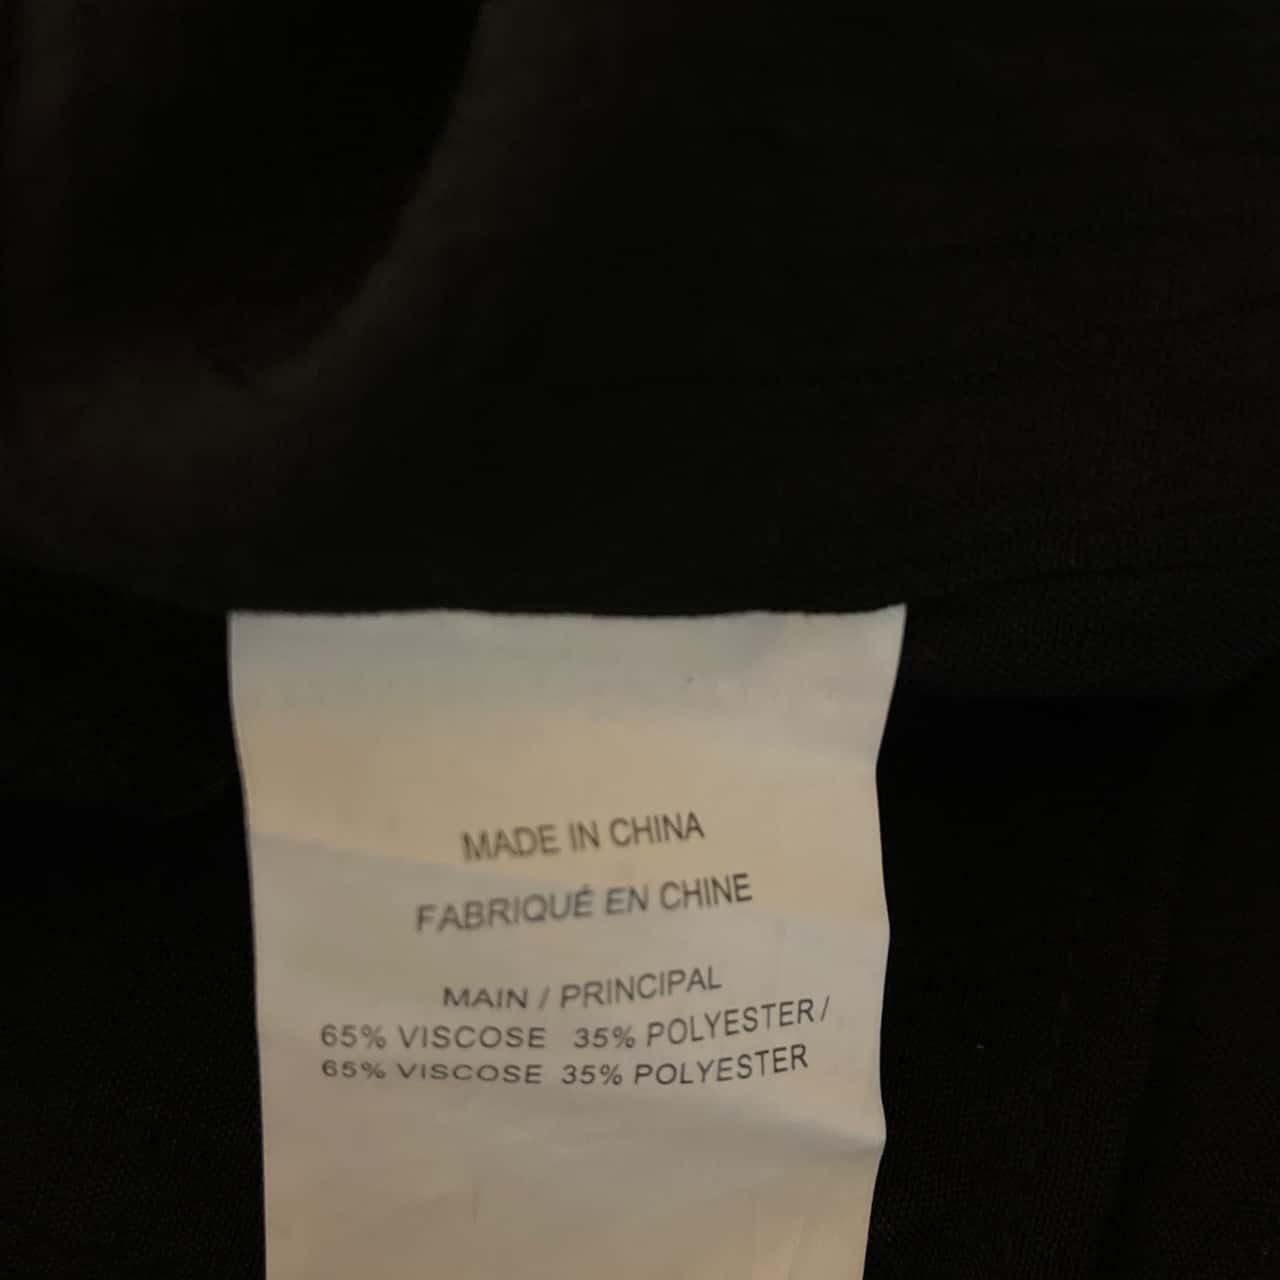 MADE IN CHINA
FABRIQUÉ EN CHINE
MAIN / PRINCIPAL
65% VISCOSE 35% POLYESTER /
65% VISCOSE 35% POLYESTER